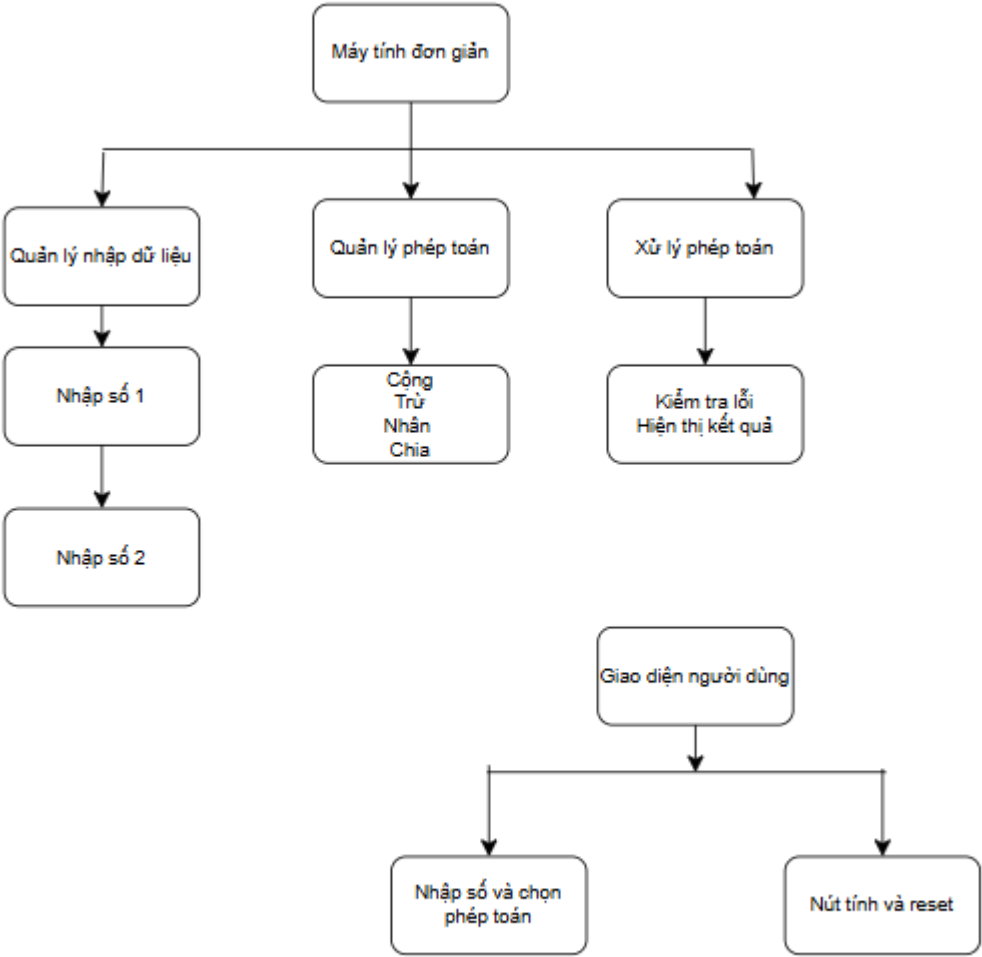 Máy tính đơn giản
Quản lý nhập dữ liệu
Quản lý phép toán
Xử lý phép toán
Nhập số 1
Cộng
Trừ
Nhân
Chia
Kiểm tra lỗi
Hiện thị kết quả
Nhập số 2
Giao diện người dùng
Nhập số và chọn
phép toán
Nút tính và reset